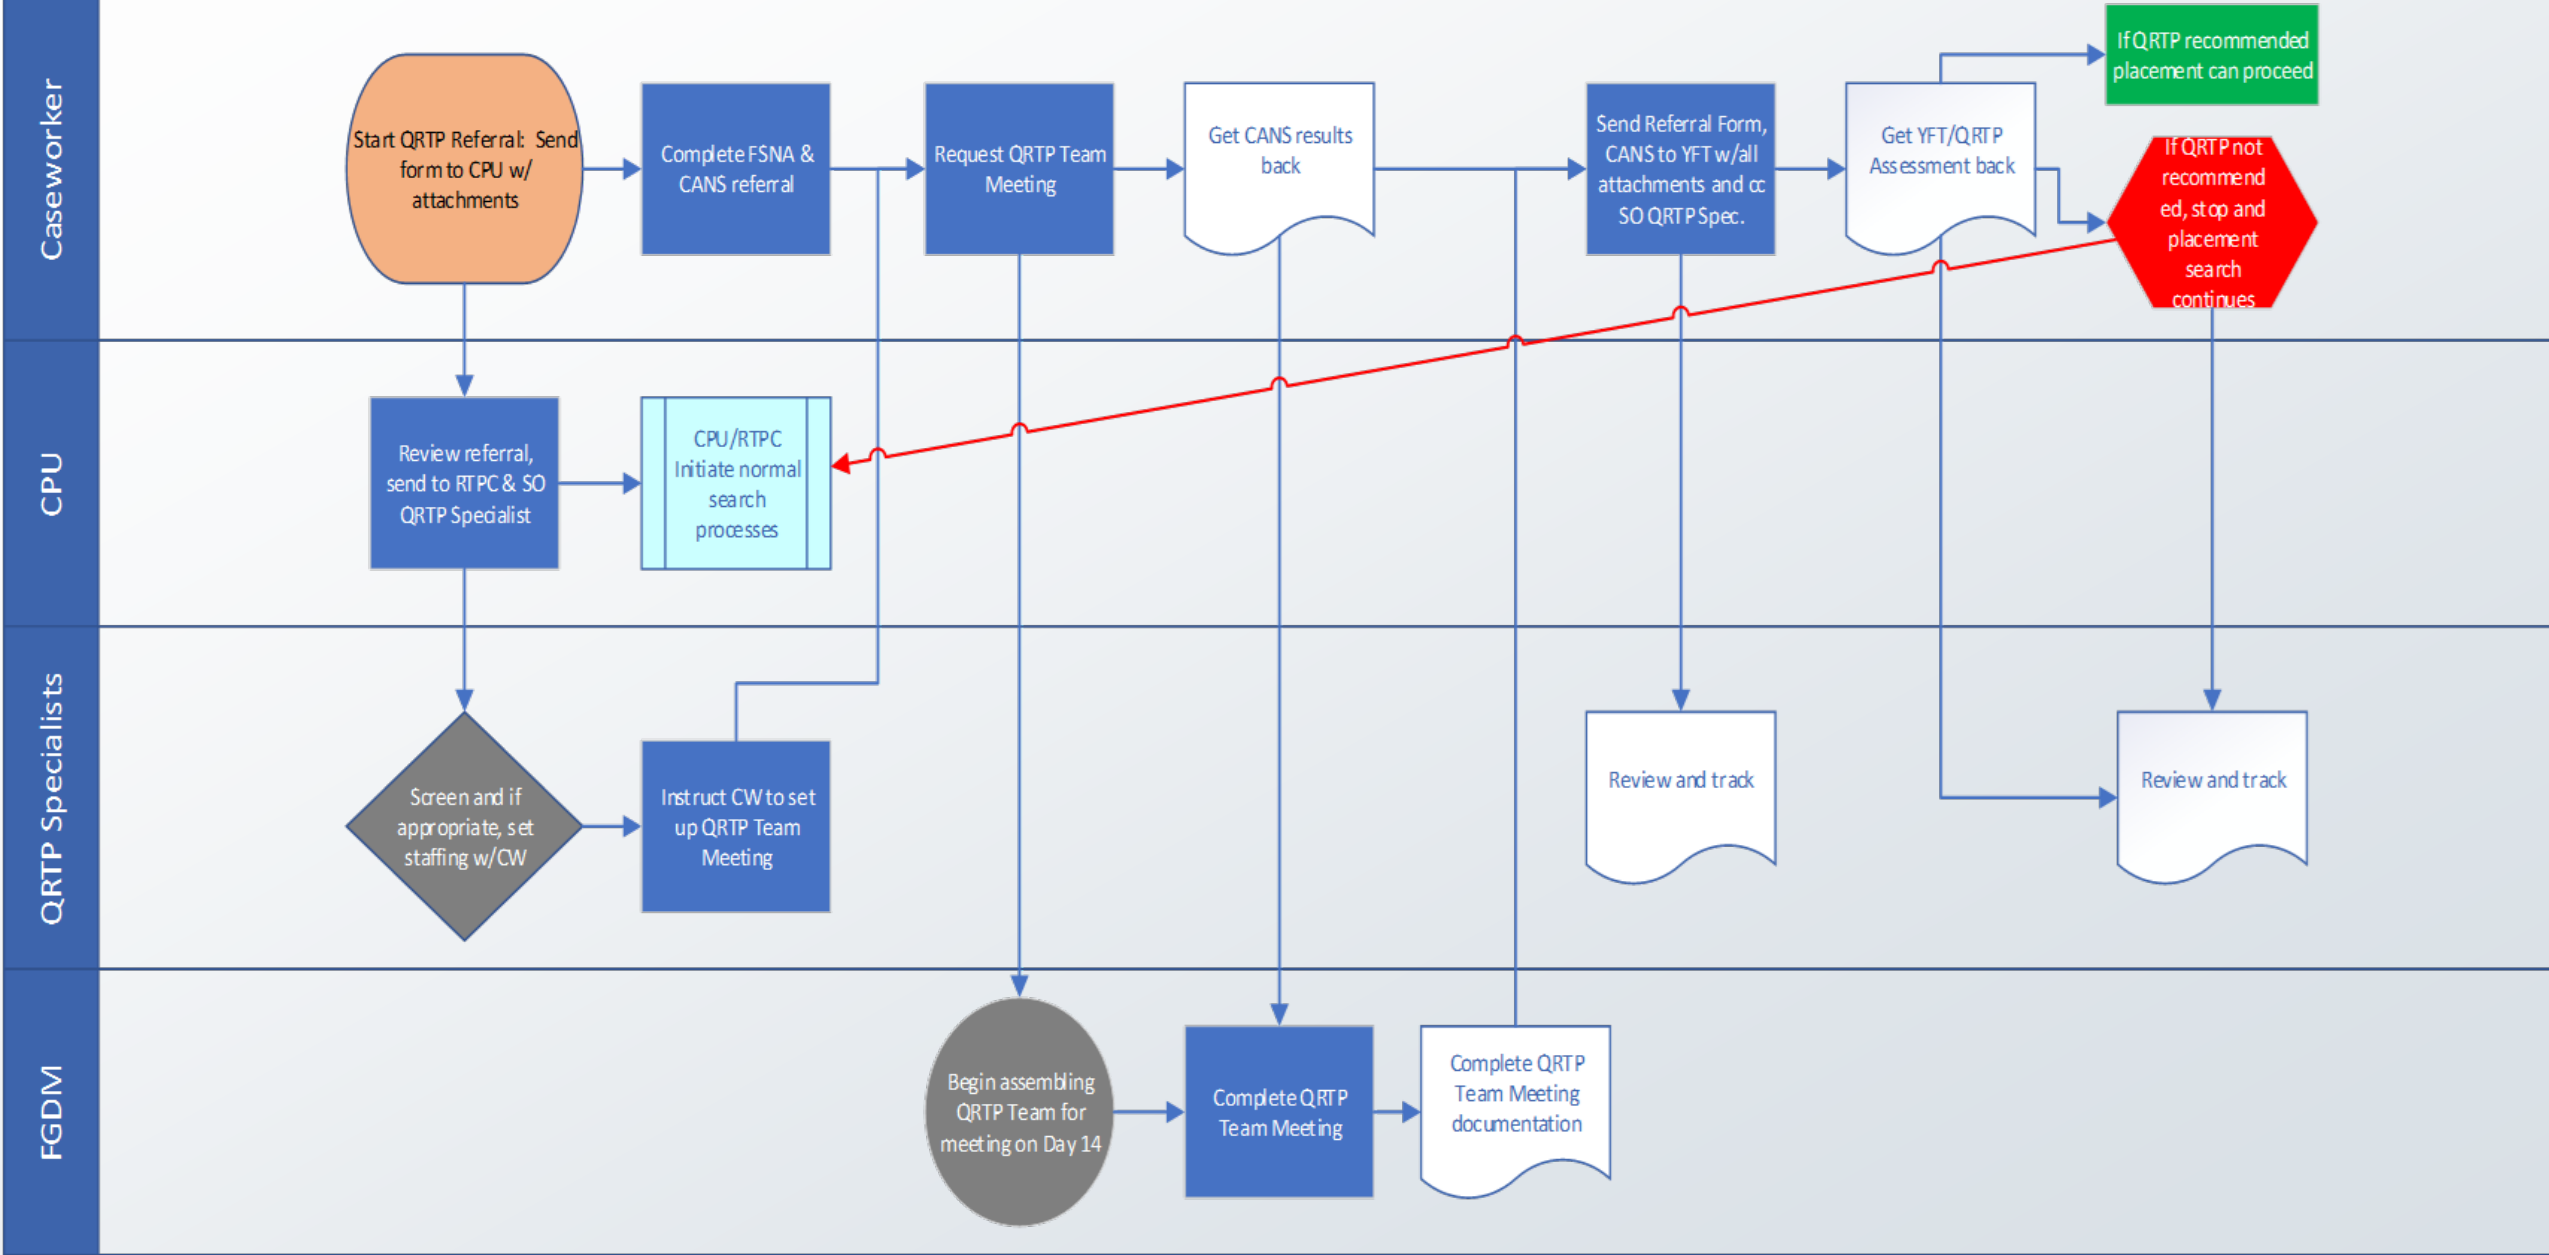 Caseworker
Start QRTP Referral: Send
form to CPU w/
attachments
Complete FSNA &
CANS referral
Request QRTP Team
Meeting
Get CANS results
back
Send Referral Form,
CANS to YFT w/all
attachments and cc
SO QRTP Spec.
Get YFT/QRTP
Assessment back
If QRTP recommended
placement can proceed
If QRTP not
recommend
ed, stop and
placement
search
continues
CPU
Review referral,
send to RTPC & SO
QRTP Specialist
CPU/RTPC
Initiate normal
search
processes
QRTP Specialists
Screen and if
appropriate, set
staffing w/CW
Instruct CW to set
up QRTP Team
Meeting
Review and track
Review and track
FGDM
Begin assembling
QRTP Team for
meeting on Day 14
Complete QRTP
Team Meeting
Complete QRTP
Team Meeting
documentation